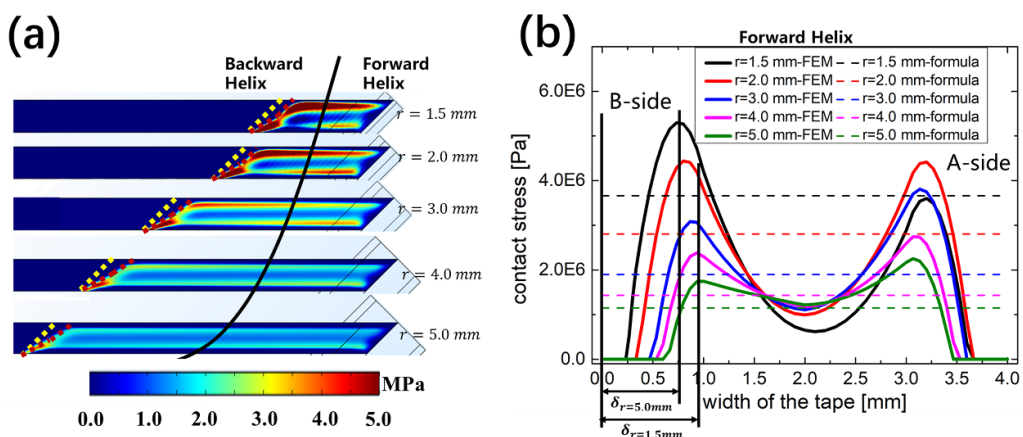 (a)
Backward
Helix
Forward
Helix
r = 1.5 mm
r = 2.0 mm
r = 3.0 mm
r = 4.0 mm
r = 5.0 mm
MPa
0.0 1.0 2.0 3.0 4.0 5.0
(b)
Forward Helix
r=1.5 mm-FEM r=1.5 mm-formula
r=2.0 mm-FEM r=2.0 mm-formula
r=3.0 mm-FEM r=3.0 mm-formula
r=4.0 mm-FEM r=4.0 mm-formula
r=5.0 mm-FEM r=5.0 mm-formula
B-side
A-side
contact stress [Pa]
6.0E6
4.0E6
2.0E6
0.0
0.0 0.5 1.0 1.5 2.0 2.5 3.0 3.5 4.0
width of the tape [mm]
δr=5.0mm
δr=1.5mm